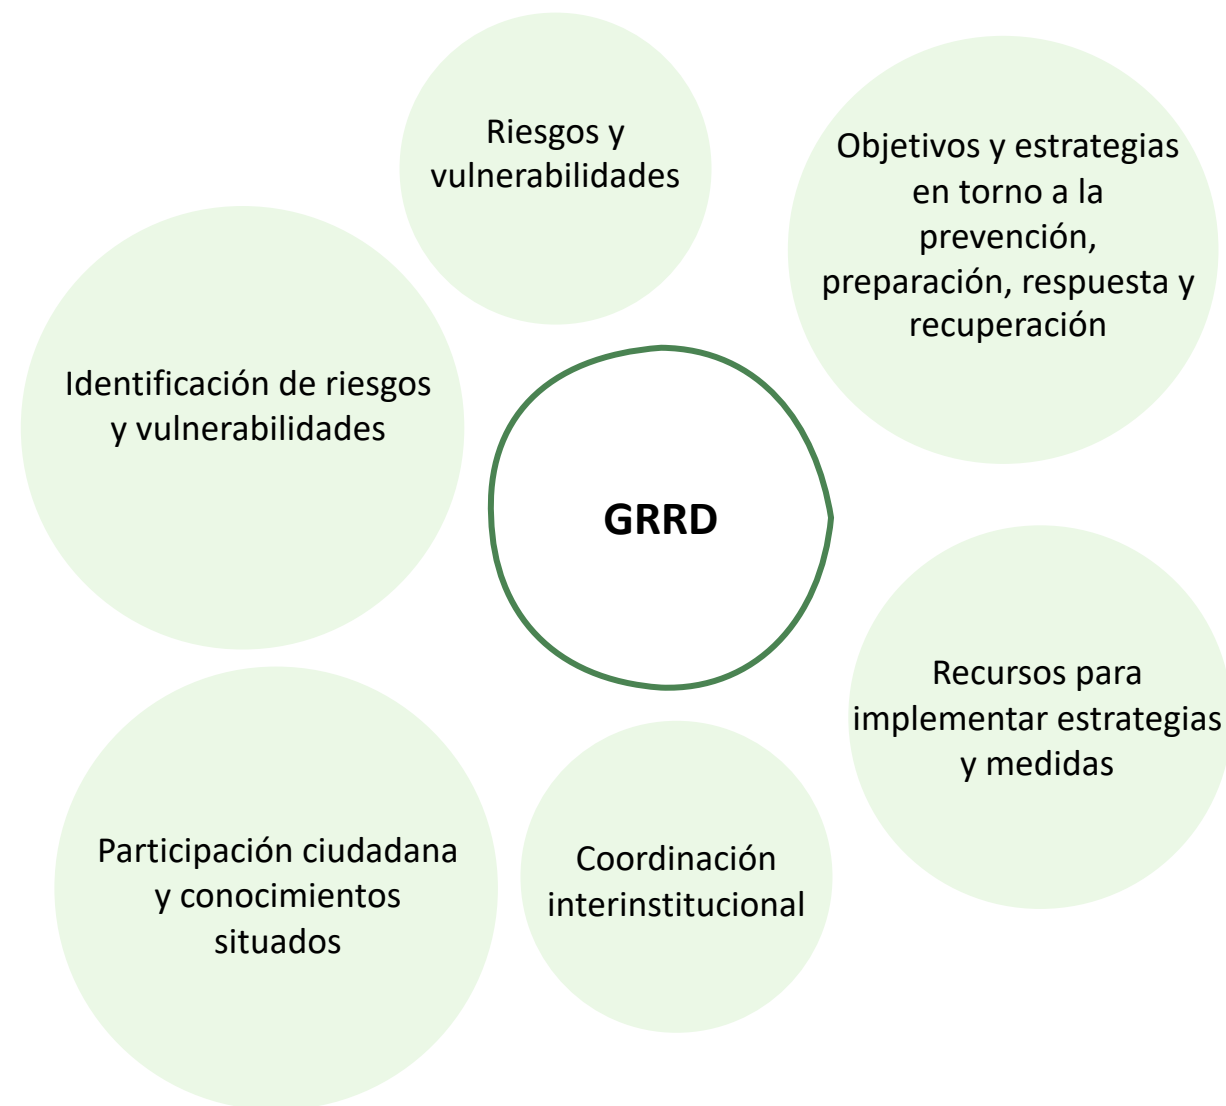 Riesgos y
vulnerabilidades
Objetivos y estrategias
en torno a la
prevención,
preparación, respuesta y
recuperación
Identificación de riesgos
y vulnerabilidades
GRRD
Recursos para
implementar estrategias
y medidas
Participación ciudadana
y conocimientos
situados
Coordinación
interinstitucional